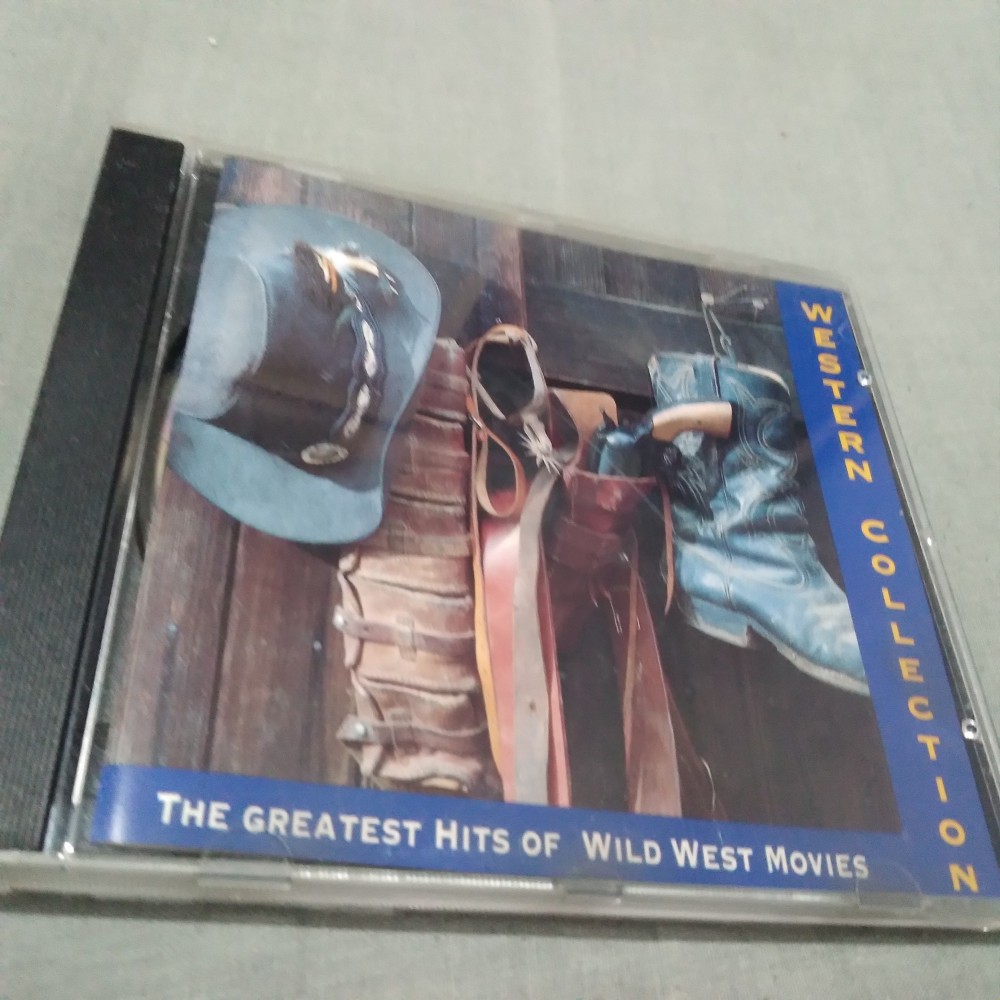 WESTERN COLLECTION
THE GREATEST HITS OF WILD WEST MOVIES